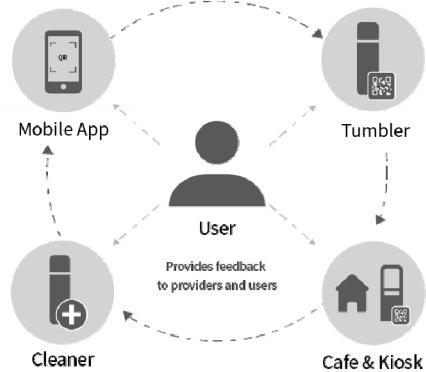 QR
Mobile App
Tumbler
User
Provides feedback
to providers and users
Cleaner
Cafe & Kiosk